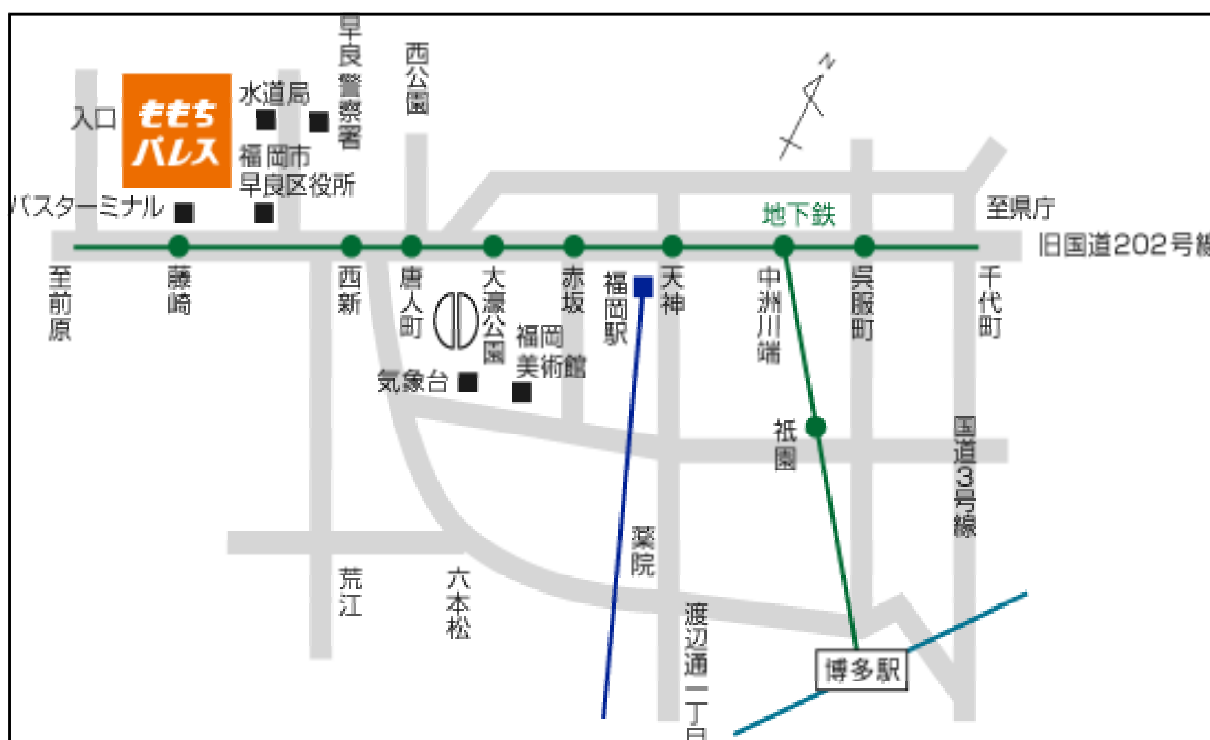 早良警察署
西公園
N
水道局
入口
ももち
パレス
福岡市
早良区役所
バスターミナル
地下鉄
至県庁
旧国道202号線
至前原
藤崎
西新
唐人町
大濠公園
赤坂
福岡駅
天神
中洲川端
呉服町
千代町
福岡
美術館
気象台
祇園
国道3号線
薬院
荒江
六本松
渡辺通一丁目
博多駅